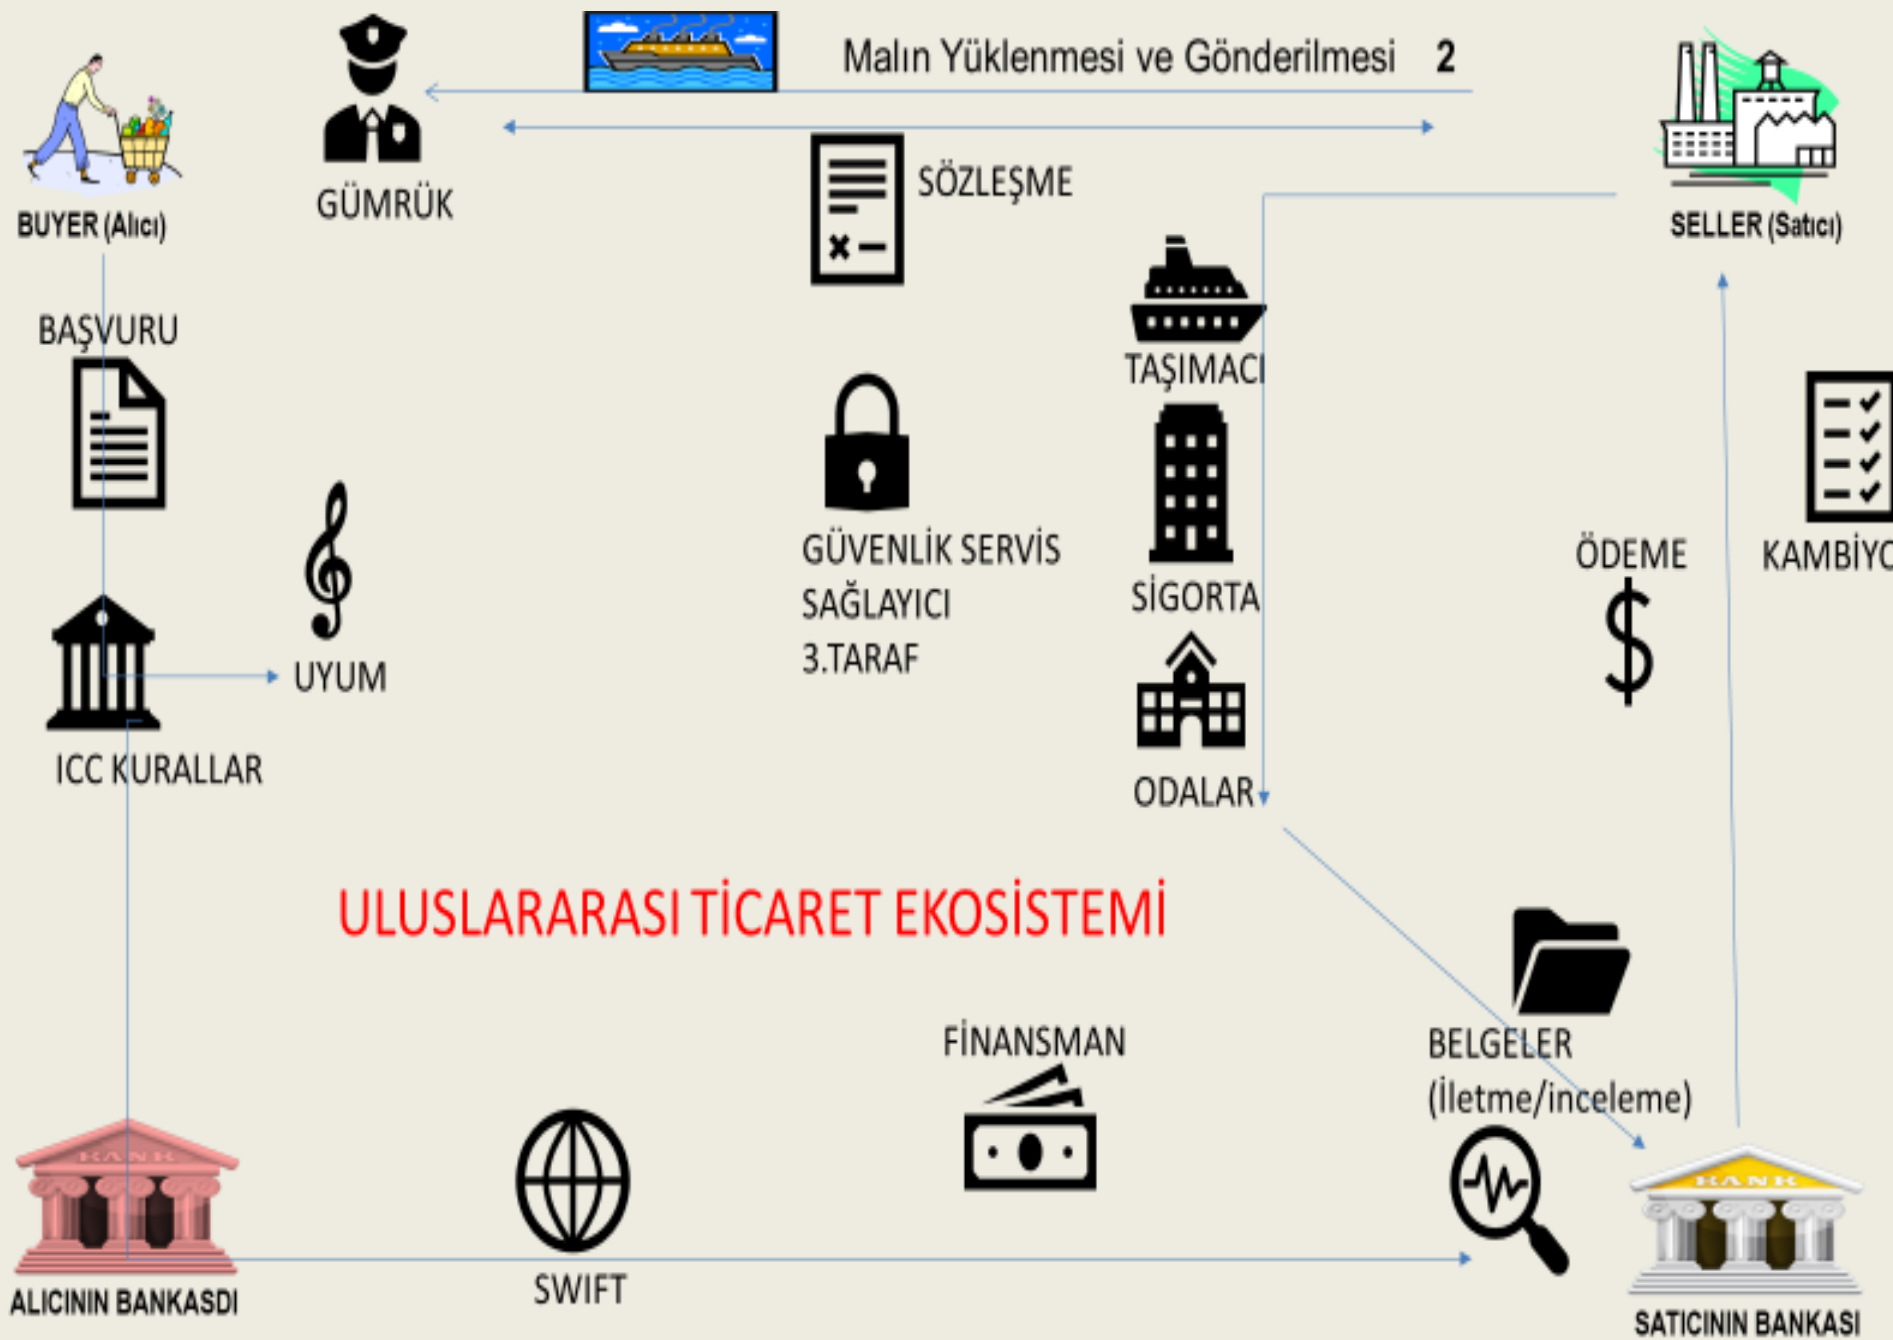 Malın Yüklenmesi ve Gönderilmesi 2
GÜMRÜK
SÖZLEŞME
BUYER (Alıcı)
SELLER (Satıcı)
BAŞVURU
TAŞIMACI
GÜVENLİK SERVİS
SAĞLAYICI
3.TARAF
ÖDEME
KAMBİYO
SİGORTA
UYUM
ICC KURALLAR
ODALAR
ULUSLARARASI TİCARET EKOSİSTEMİ
FİNANSMAN
BELGELER
(İletme/inceleme)
BANK
BANK
SWIFT
ALICININ BANKASDI
SATICININ BANKASI